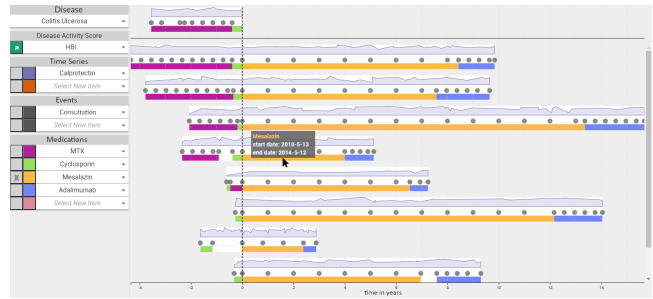 Disease
Colitis Ulcerosa
Disease Activity Score
HBI
Time Series
Calprotectin
Select New Item
Events
Consultation
Select New Item
Medications
MTX
Cyclosporin
Mesalazin
Adalimumab
Select New Item
Mesalazin
start date: 2010-5-13
end date: 2014-5-12
-4 -2 0 2 4 6 8 10 12 14
time in years